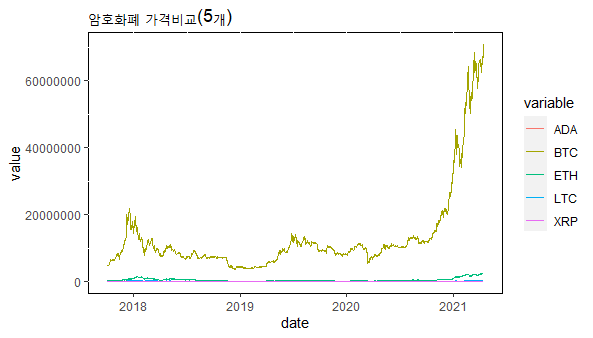 암호화폐 가격비교(5개)
value
60000000
40000000
20000000
0
2018
2019
2020
2021
date
variable
ADA
BTC
ETH
LTC
XRP